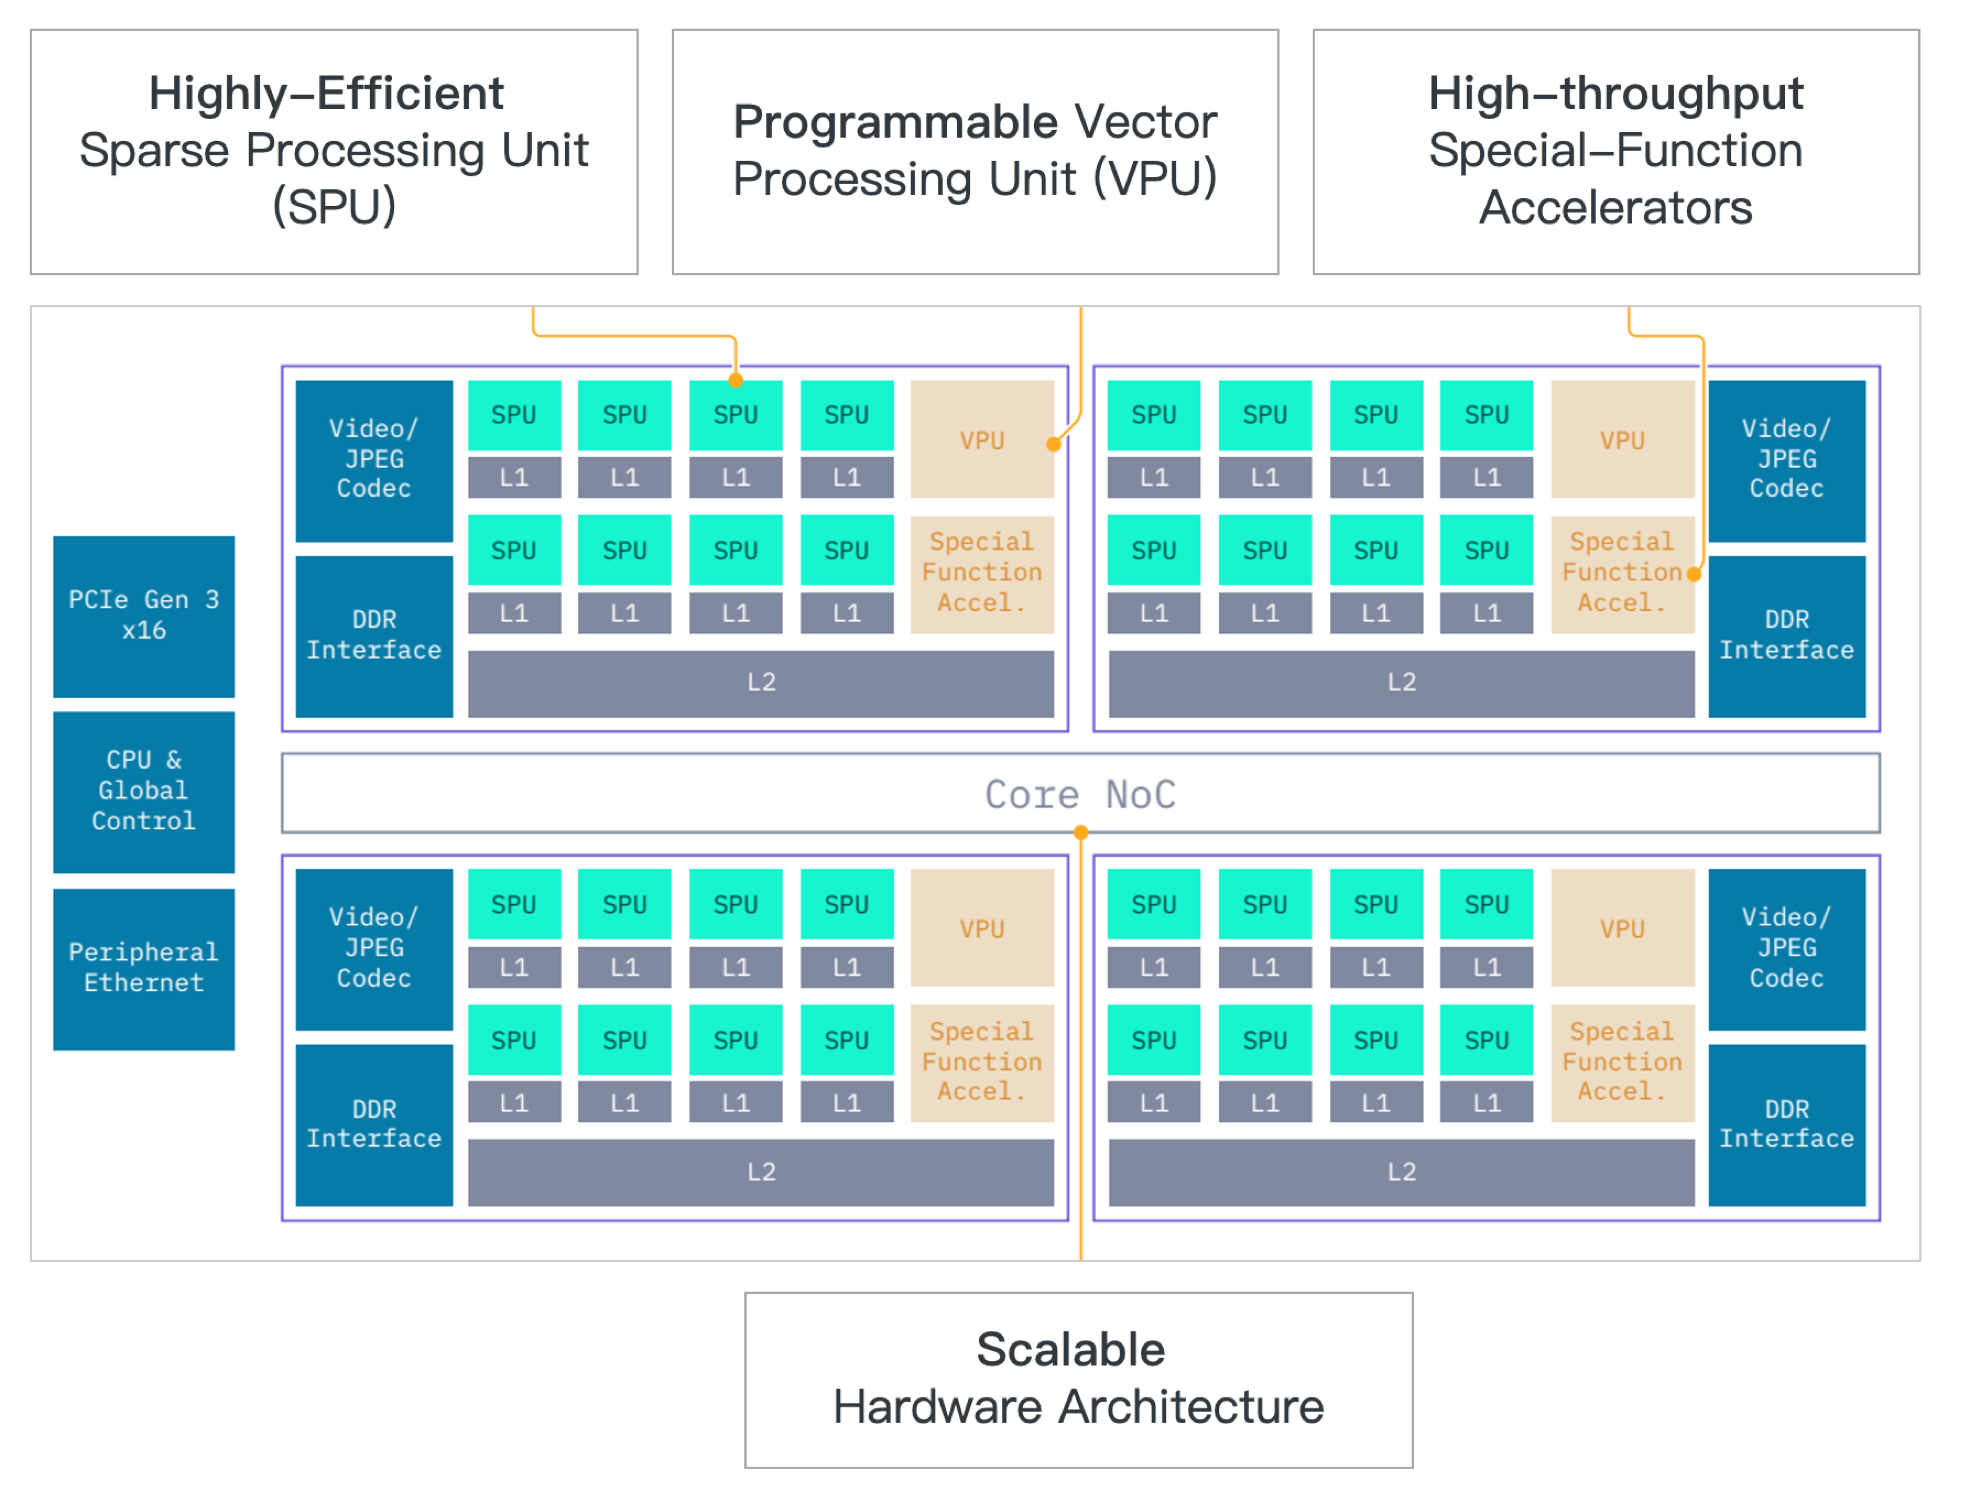 Highly-Efficient
Sparse Processing Unit
(SPU)
Programmable Vector
Processing Unit (VPU)
High-throughput
Special-Function
Accelerators
PCIe Gen 3
x16
CPU &
Global
Control
Peripheral
Ethernet
Video/
JPEG
Codec
DDR
Interface
SPU SPU SPU SPU
L1 L1 L1 L1
SPU SPU SPU SPU
L1 L1 L1 L1
VPU
Special
Function
Accel.
L2
SPU SPU SPU SPU
L1 L1 L1 L1
SPU SPU SPU SPU
L1 L1 L1 L1
VPU
Special
Function
Accel.
L2
Video/
JPEG
Codec
DDR
Interface
Core NoC
Video/
JPEG
Codec
DDR
Interface
SPU SPU SPU SPU
L1 L1 L1 L1
SPU SPU SPU SPU
L1 L1 L1 L1
VPU
Special
Function
Accel.
L2
SPU SPU SPU SPU
L1 L1 L1 L1
SPU SPU SPU SPU
L1 L1 L1 L1
VPU
Special
Function
Accel.
L2
Video/
JPEG
Codec
DDR
Interface
Scalable
Hardware Architecture